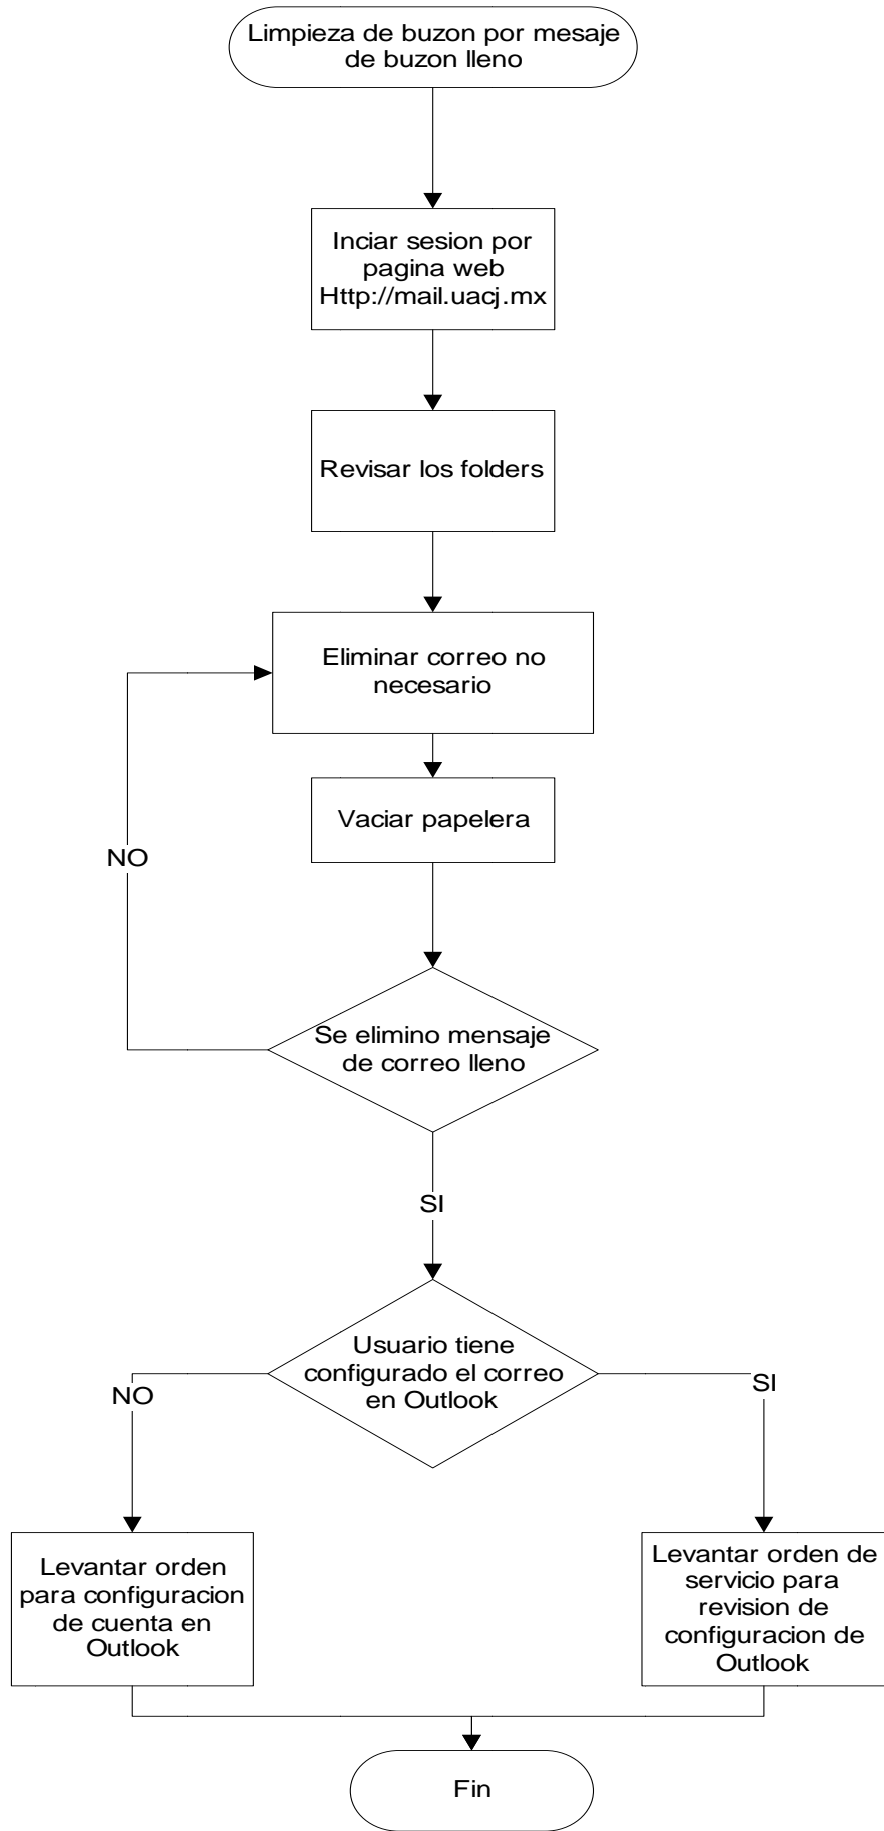 Limpieza de buzon por mesaje
de buzon lleno
Inciar sesion por
pagina web
Http://mail.uacj.mx
Revisar los folders
Eliminar correo no
necesario
Vaciar papelera
NO
Se elimino mensaje
de correo lleno
SI
Usuario tiene
configurado el correo
en Outlook
NO
SI
Levantar orden
para configuracion
de cuenta en
Outlook
Levantar orden de
servicio para
revision de
configuracion de
Outlook
Fin